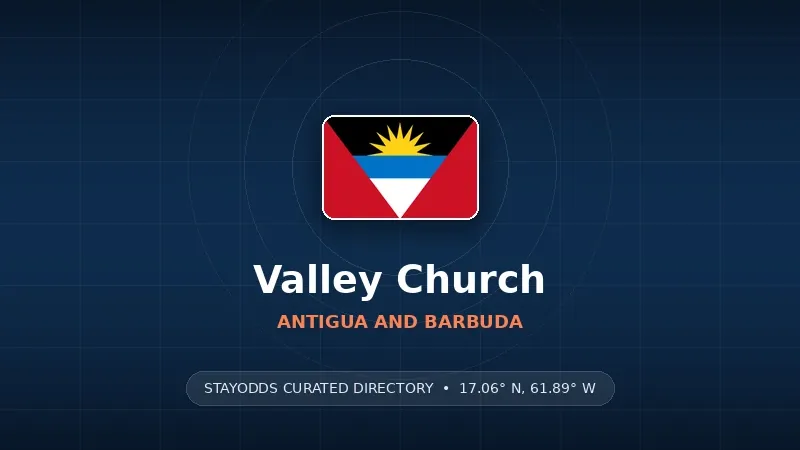 Valley Church
ANTIGUA AND BARBUDA
STAYODDS CURATED DIRECTORY • 17.06° N, 61.89° W